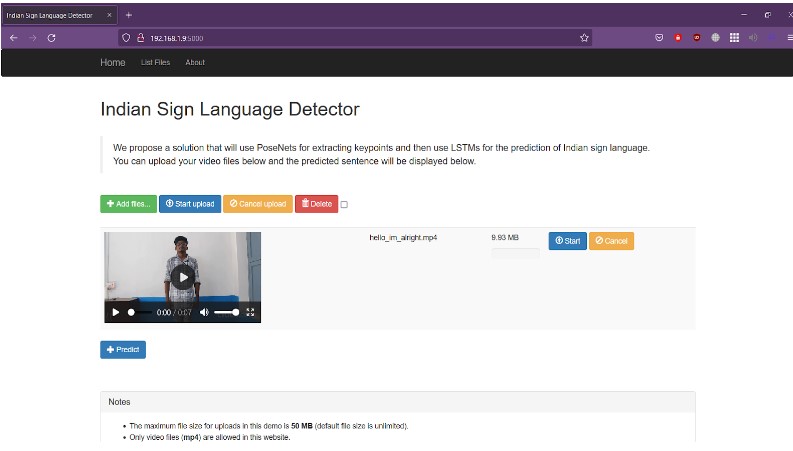 Indian Sign Language Detector
192.168.1.9:5000
Home List Files About
Indian Sign Language Detector
We propose a solution that will use PoseNets for extracting keypoints and then use LSTMs for the prediction of Indian sign language.
You can upload your video files below and the predicted sentence will be displayed below.
Add files... Start upload Cancel upload Delete
hello_im_alright.mp4 9.93 MB Start Cancel
0:00 / 0:07
Predict
Notes
The maximum file size for uploads in this demo is 50 MB (default file size is unlimited).
Only video files (mp4) are allowed in this website.